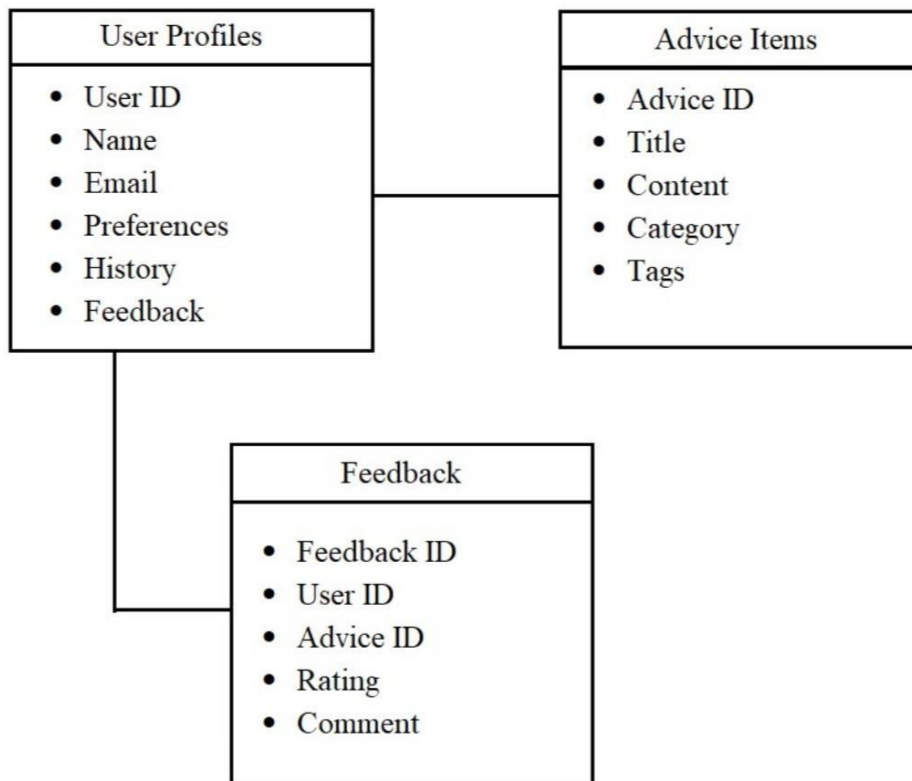 User Profiles
• User ID
• Name
• Email
• Preferences
• History
• Feedback
Advice Items
• Advice ID
• Title
• Content
• Category
• Tags
Feedback
• Feedback ID
• User ID
• Advice ID
• Rating
• Comment